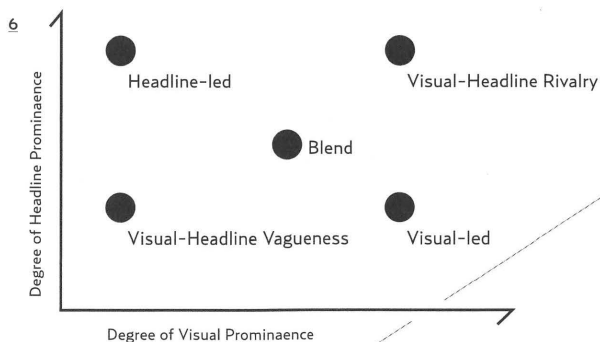 6
Degree of Headline Prominaence
Headline-led
Visual-Headline Rivalry
Blend
Visual-Headline Vagueness
Visual-led
Degree of Visual Prominaence